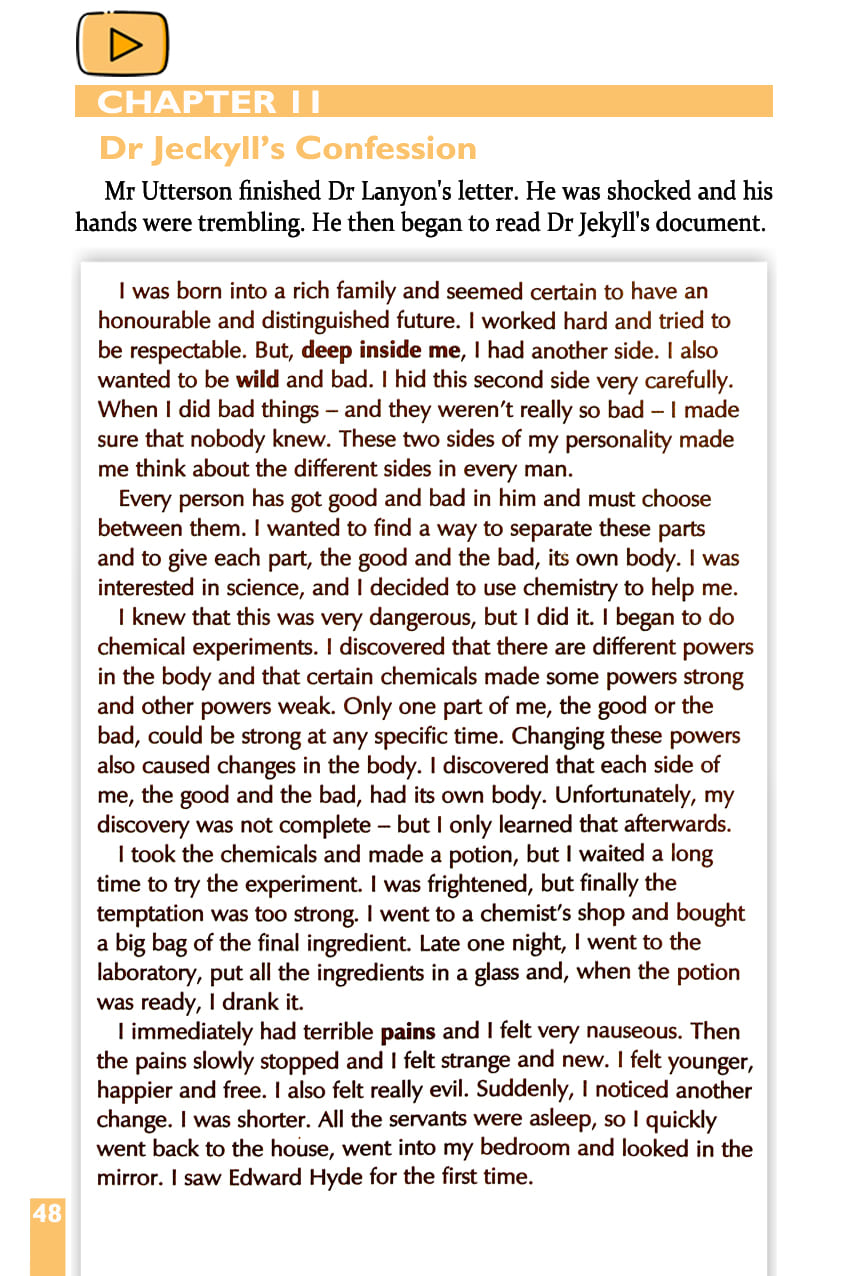 CHAPTER 11
Dr Jeckyll's Confession
Mr Utterson finished Dr Lanyon's letter. He was shocked and his
hands were trembling. He then began to read Dr Jekyll's document.
I was born into a rich family and seemed certain to have an
honourable and distinguished future. I worked hard and tried to
be respectable. But, deep inside me, I had another side. I also
wanted to be wild and bad. I hid this second side very carefully.
When I did bad things – and they weren't really so bad – I made
sure that nobody knew. These two sides of my personality made
me think about the different sides in every man.
Every person has got good and bad in him and must choose
between them. I wanted to find a way to separate these parts
and to give each part, the good and the bad, its own body. I was
interested in science, and I decided to use chemistry to help me.
I knew that this was very dangerous, but I did it. I began to do
chemical experiments. I discovered that there are different powers
in the body and that certain chemicals made some powers strong
and other powers weak. Only one part of me, the good or the
bad, could be strong at any specific time. Changing these powers
also caused changes in the body. I discovered that each side of
me, the good and the bad, had its own body. Unfortunately, my
discovery was not complete – but I only learned that afterwards.
I took the chemicals and made a potion, but I waited a long
time to try the experiment. I was frightened, but finally the
temptation was too strong. I went to a chemist's shop and bought
a big bag of the final ingredient. Late one night, I went to the
laboratory, put all the ingredients in a glass and, when the potion
was ready, I drank it.
I immediately had terrible pains and I felt very nauseous. Then
the pains slowly stopped and I felt strange and new. I felt younger,
happier and free. I also felt really evil. Suddenly, I noticed another
change. I was shorter. All the servants were asleep, so I quickly
went back to the house, went into my bedroom and looked in the
mirror. I saw Edward Hyde for the first time.
48